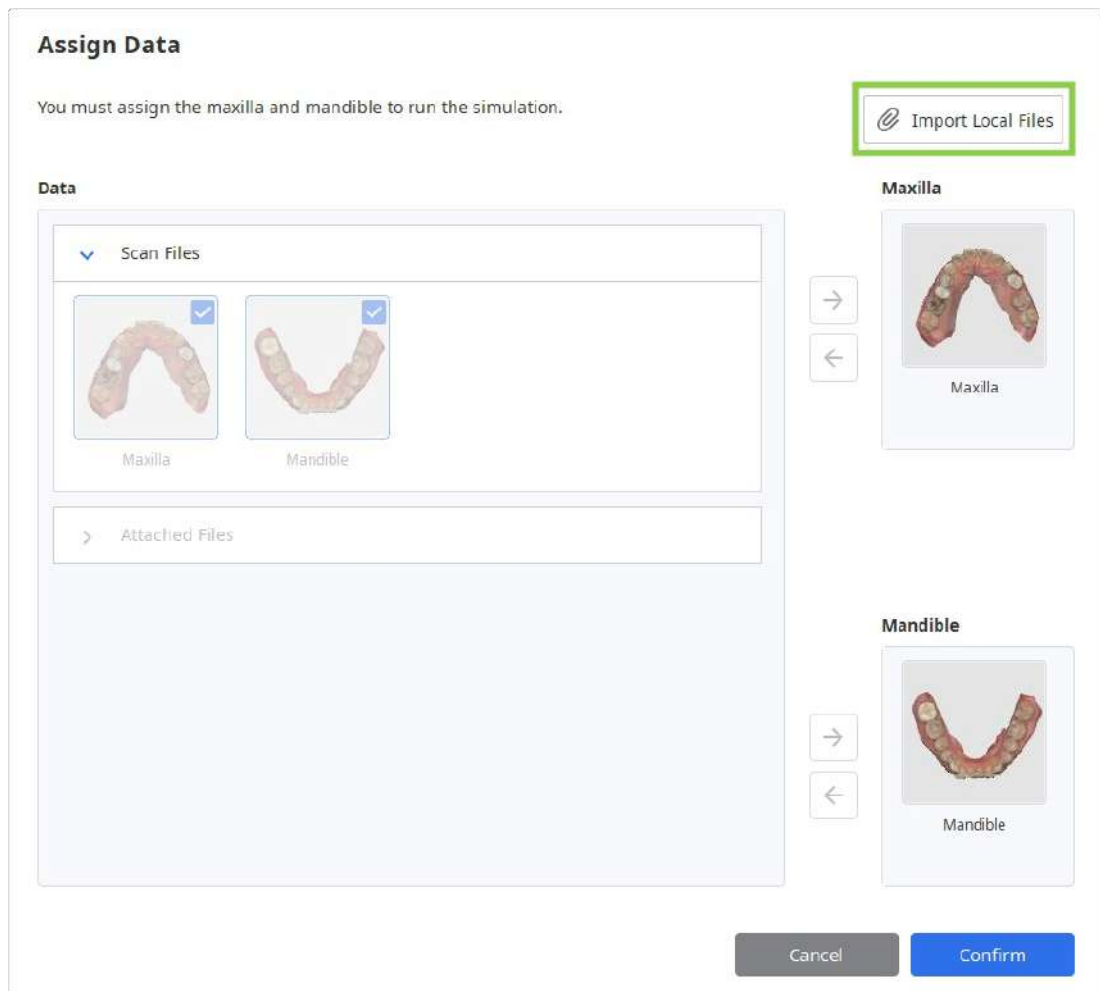 Assign Data
You must assign the maxilla and mandible to run the simulation.
Import Local Files
Data
Maxilla
Scan Files
Maxilla
Mandible
Maxilla
Attached Files
Mandible
Mandible
Cancel
Confirm